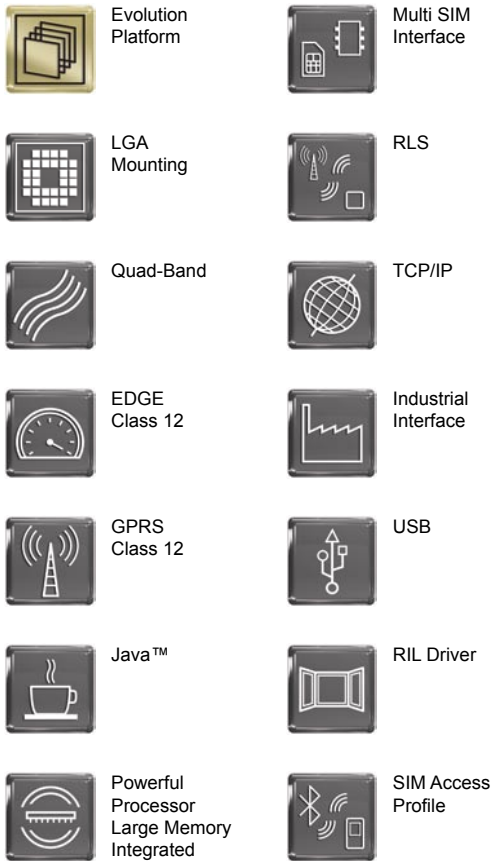 Evolution
Platform
Multi SIM
Interface
LGA
Mounting
RLS
Quad-Band
TCP/IP
EDGE
Class 12
Industrial
Interface
GPRS
Class 12
USB
Java™
RIL Driver
Powerful
Processor
Large Memory
Integrated
SIM Access
Profile